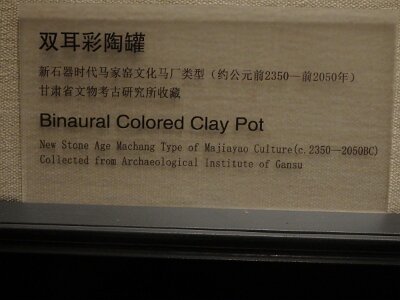 双耳彩陶罐
新石器时代马家窑文化马厂类型（约公元前2350—前2050年）
甘肃省文物考古研究所收藏
Binaural Colored Clay Pot
New Stone Age Machang Type of Majiayao Culture(c.2350—2050BC)
Collected from Archaeological Institute of Gansu